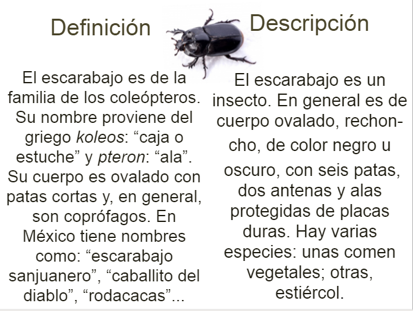 Definición
El escarabajo es de la
familia de los coleópteros.
Su nombre proviene del
griego koleos: “caja o
estuche” y pteron: “ala”.
Su cuerpo es ovalado con
patas cortas y, en general,
son coprófagos. En
México tiene nombres
como: “escarabajo
sanjuanero”, “caballito del
diablo”, “rodacacas”...
Descripción
El escarabajo es un
insecto. En general es de
cuerpo ovalado, rechon-
cho, de color negro u
oscuro, con seis patas,
dos antenas y alas
protegidas de placas
duras. Hay varias
especies: unas comen
vegetales; otras,
estiércol.